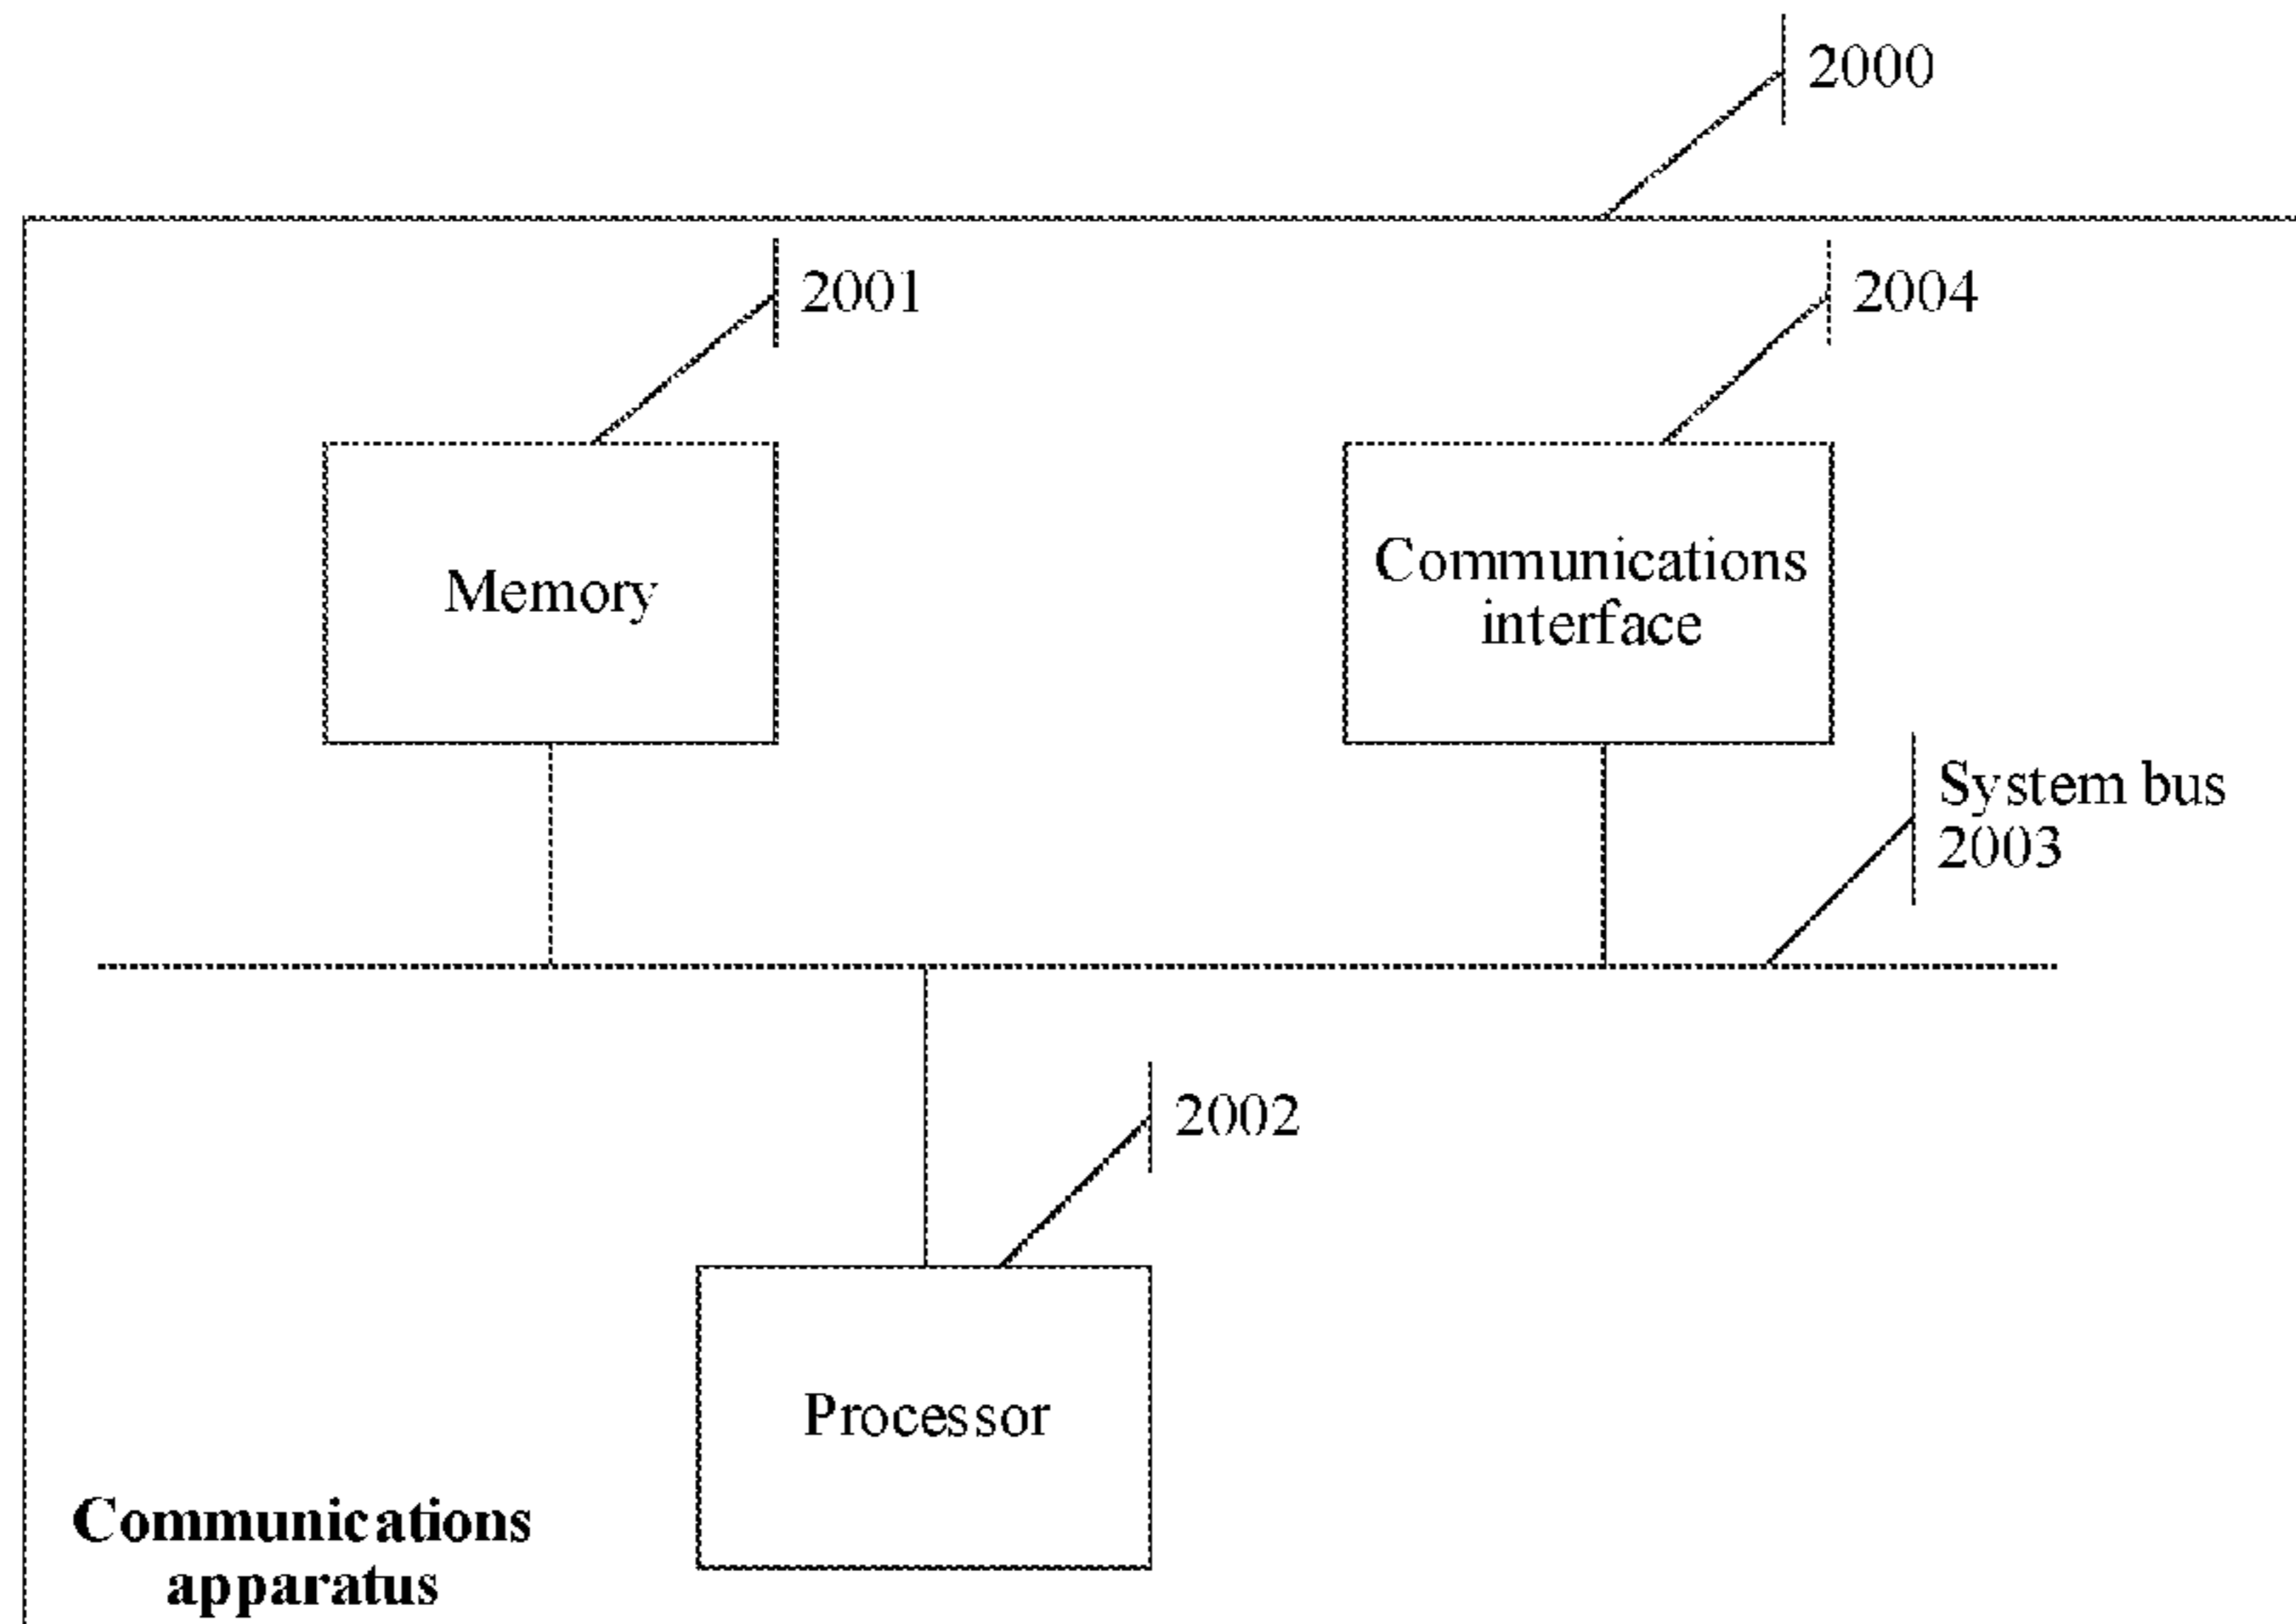 2000
2001
2004
Memory
Communications
interface
System bus
2003
2002
Processor
Communications
apparatus